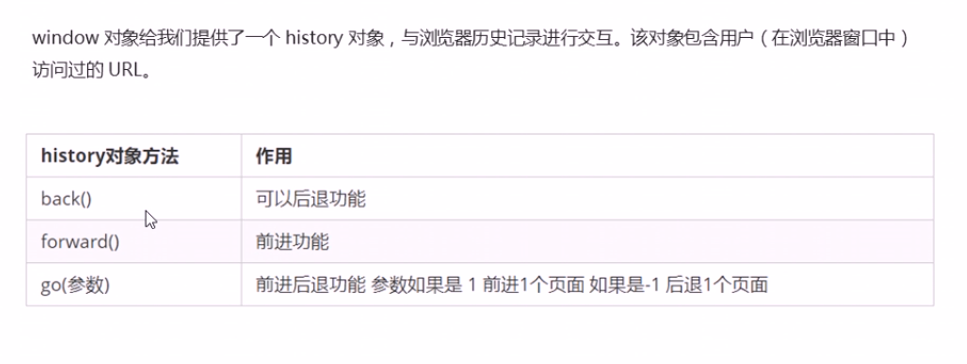 window 对象给我们提供了一个 history 对象，与浏览器历史记录进行交互。该对象包含用户（在浏览器窗口中）
访问过的 URL。
history对象方法 作用
back() 可以后退功能
forward() 前进功能
go(参数) 前进后退功能 参数如果是 1 前进1个页面 如果是-1 后退1个页面